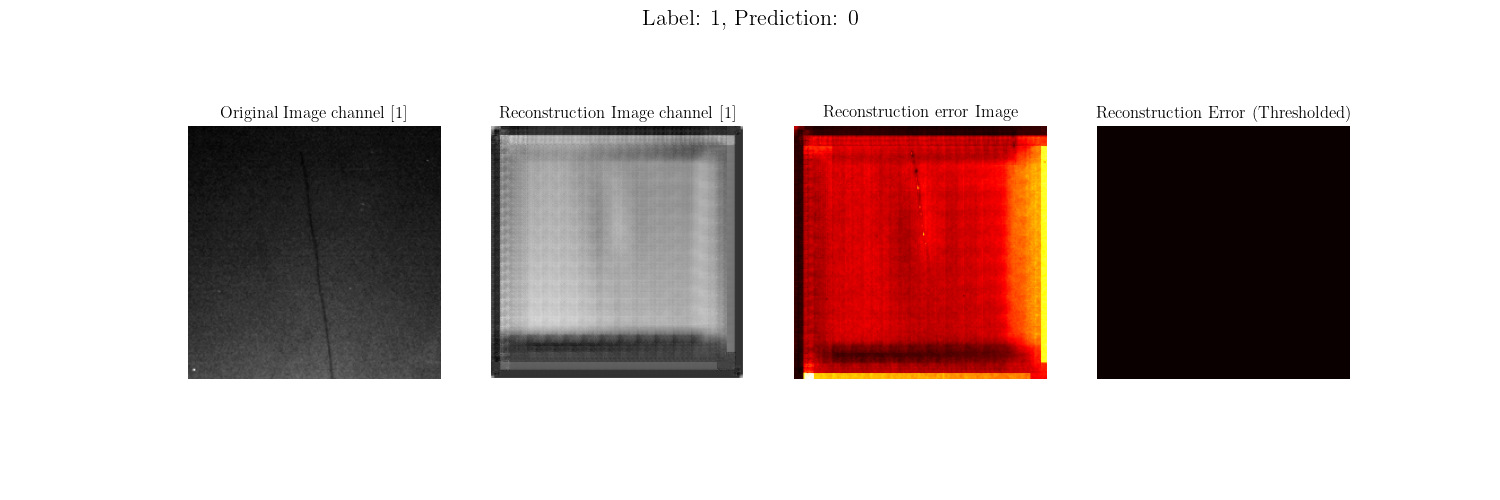 Label: 1, Prediction: 0
Original Image channel [1]
Reconstruction Image channel [1]
Reconstruction error Image
Reconstruction Error (Thresholded)